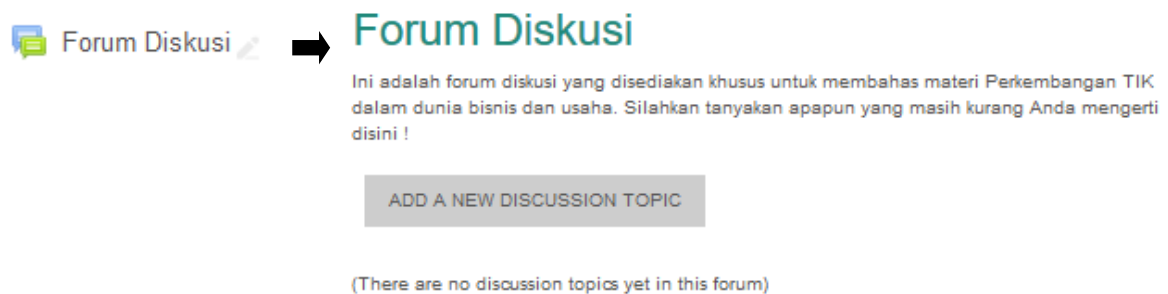 Forum Diskusi
Forum Diskusi
Ini adalah forum diskusi yang disediakan khusus untuk membahas materi Perkembangan TIK
dalam dunia bisnis dan usaha. Silahkan tanyakan apapun yang masih kurang Anda mengerti
disini !
ADD A NEW DISCUSSION TOPIC
(There are no discussion topics yet in this forum)